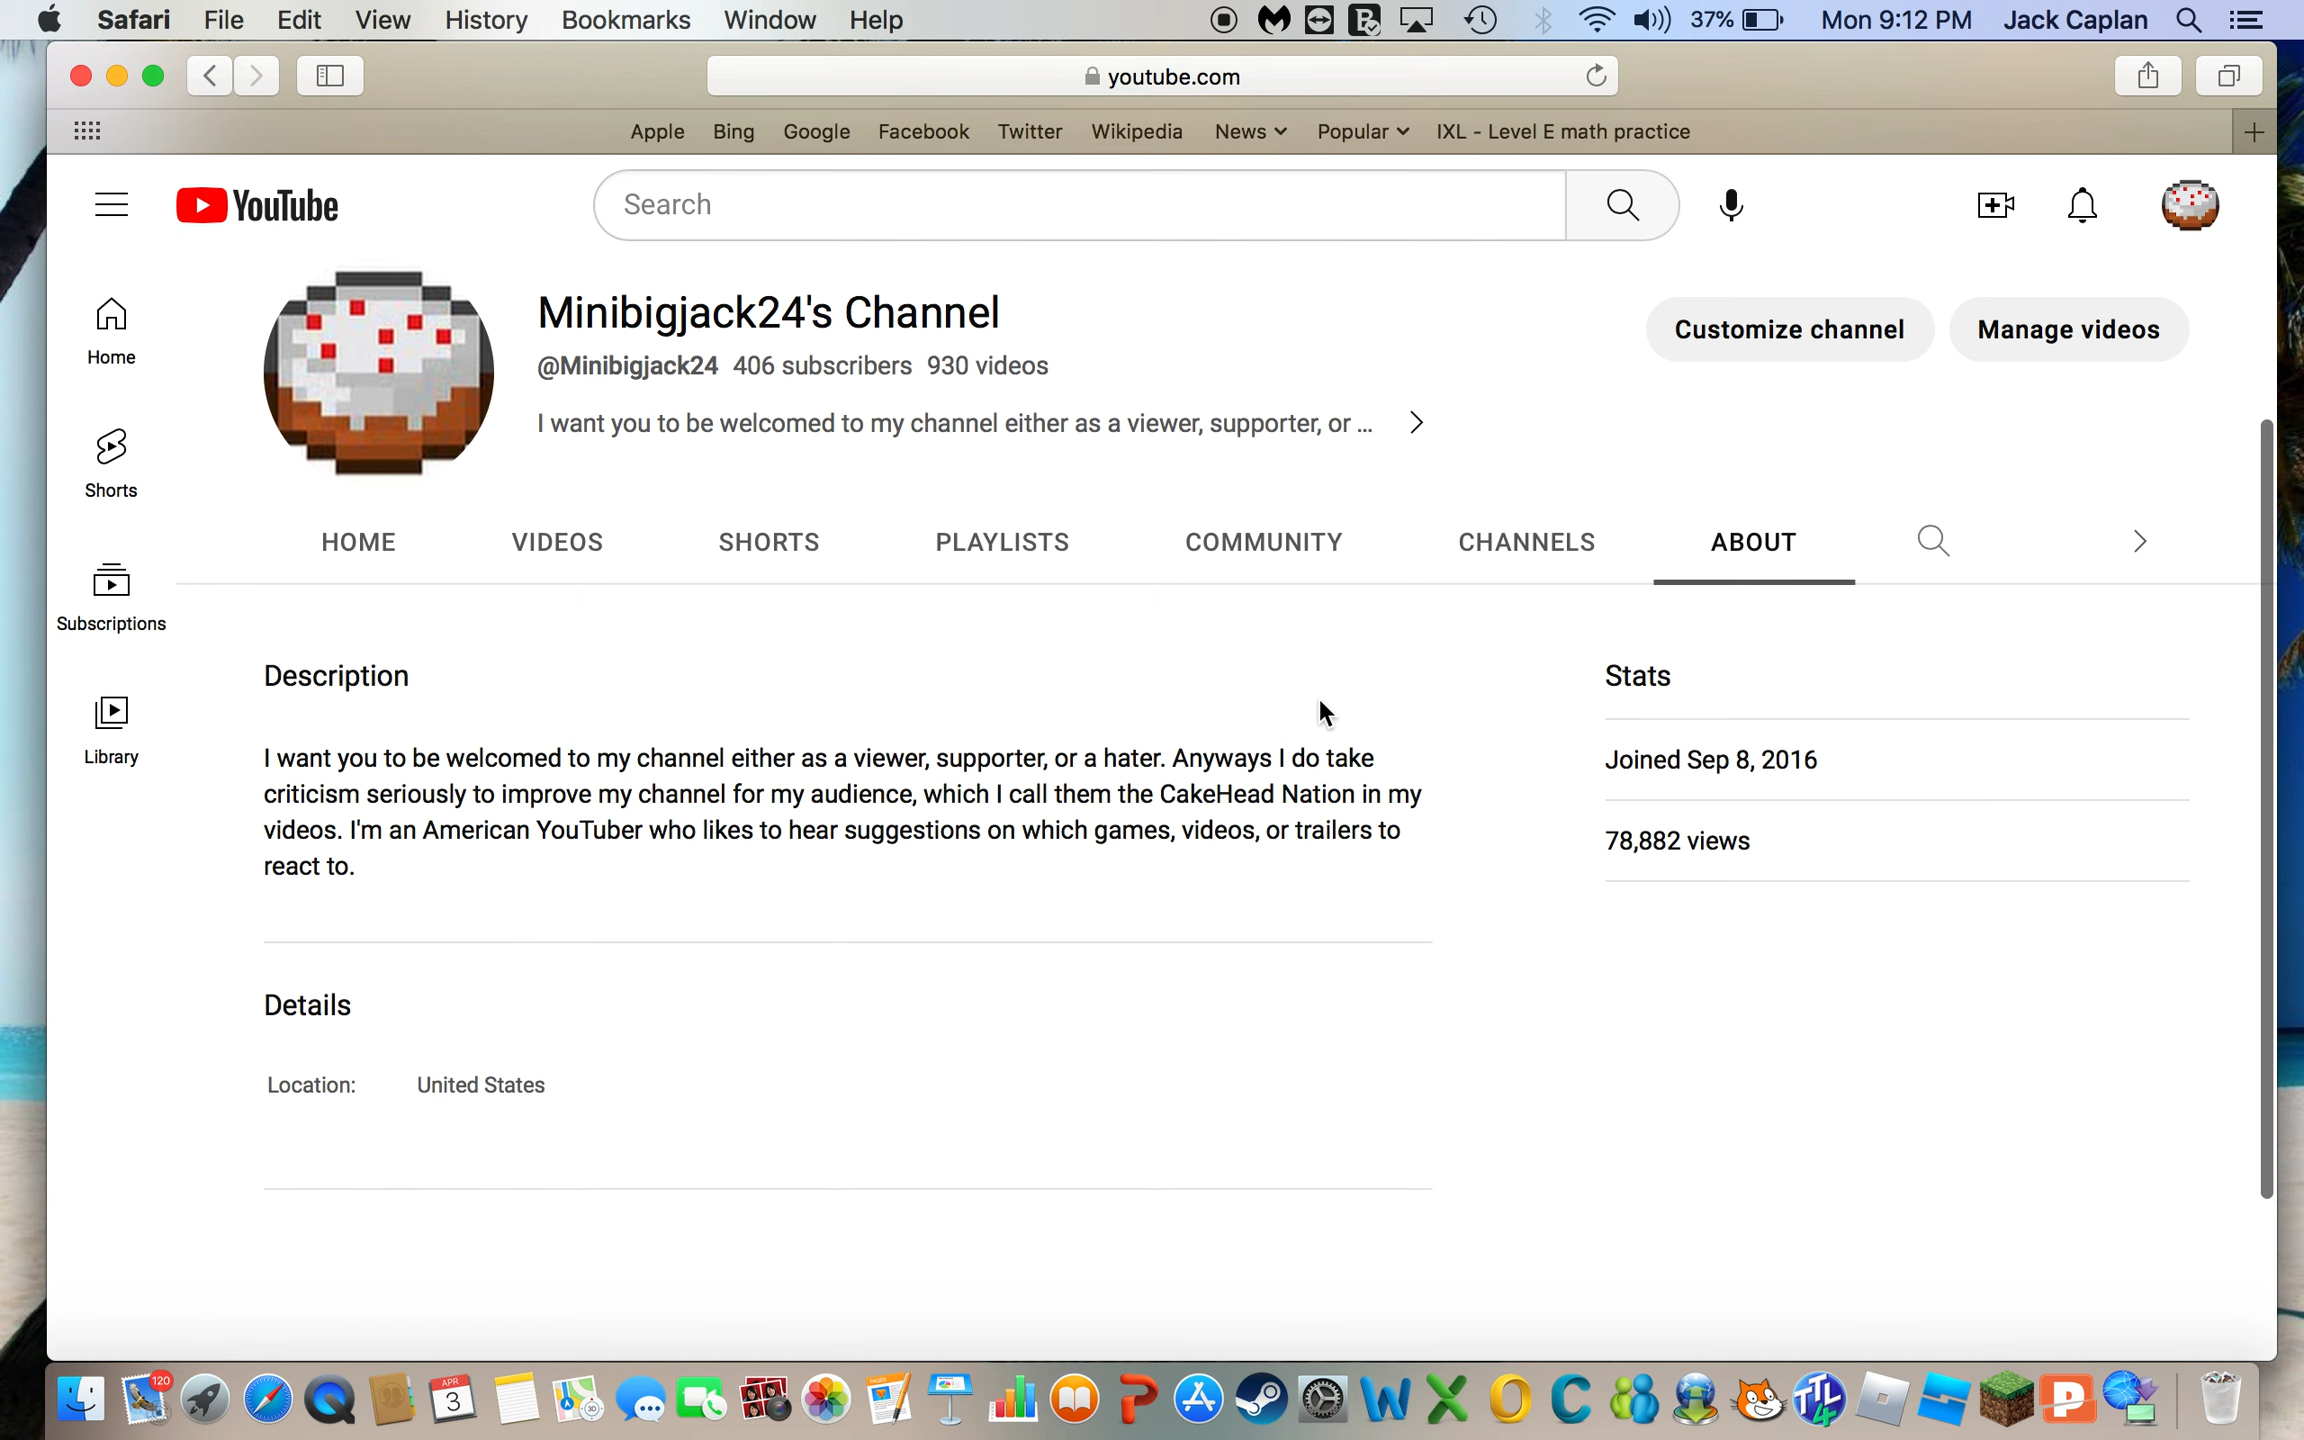 Safari File Edit View History Bookmarks Window Help 37% Mon 9:12 PM Jack Caplan
youtube.com
Apple Bing Google Facebook Twitter Wikipedia News Popular IXL - Level E math practice
YouTube Search
Minibigjack24's Channel
@Minibigjack24 406 subscribers 930 videos
I want you to be welcomed to my channel either as a viewer, supporter, or ...
Customize channel Manage videos
Home
Shorts
Subscriptions
Library
HOME VIDEOS SHORTS PLAYLISTS COMMUNITY CHANNELS ABOUT
Description
I want you to be welcomed to my channel either as a viewer, supporter, or a hater. Anyways I do take
criticism seriously to improve my channel for my audience, which I call them the CakeHead Nation in my
videos. I'm an American YouTuber who likes to hear suggestions on which games, videos, or trailers to
react to.
Details
Location: United States
Stats
Joined Sep 8, 2016
78,882 views
120
APR
3
3D
TTL
4